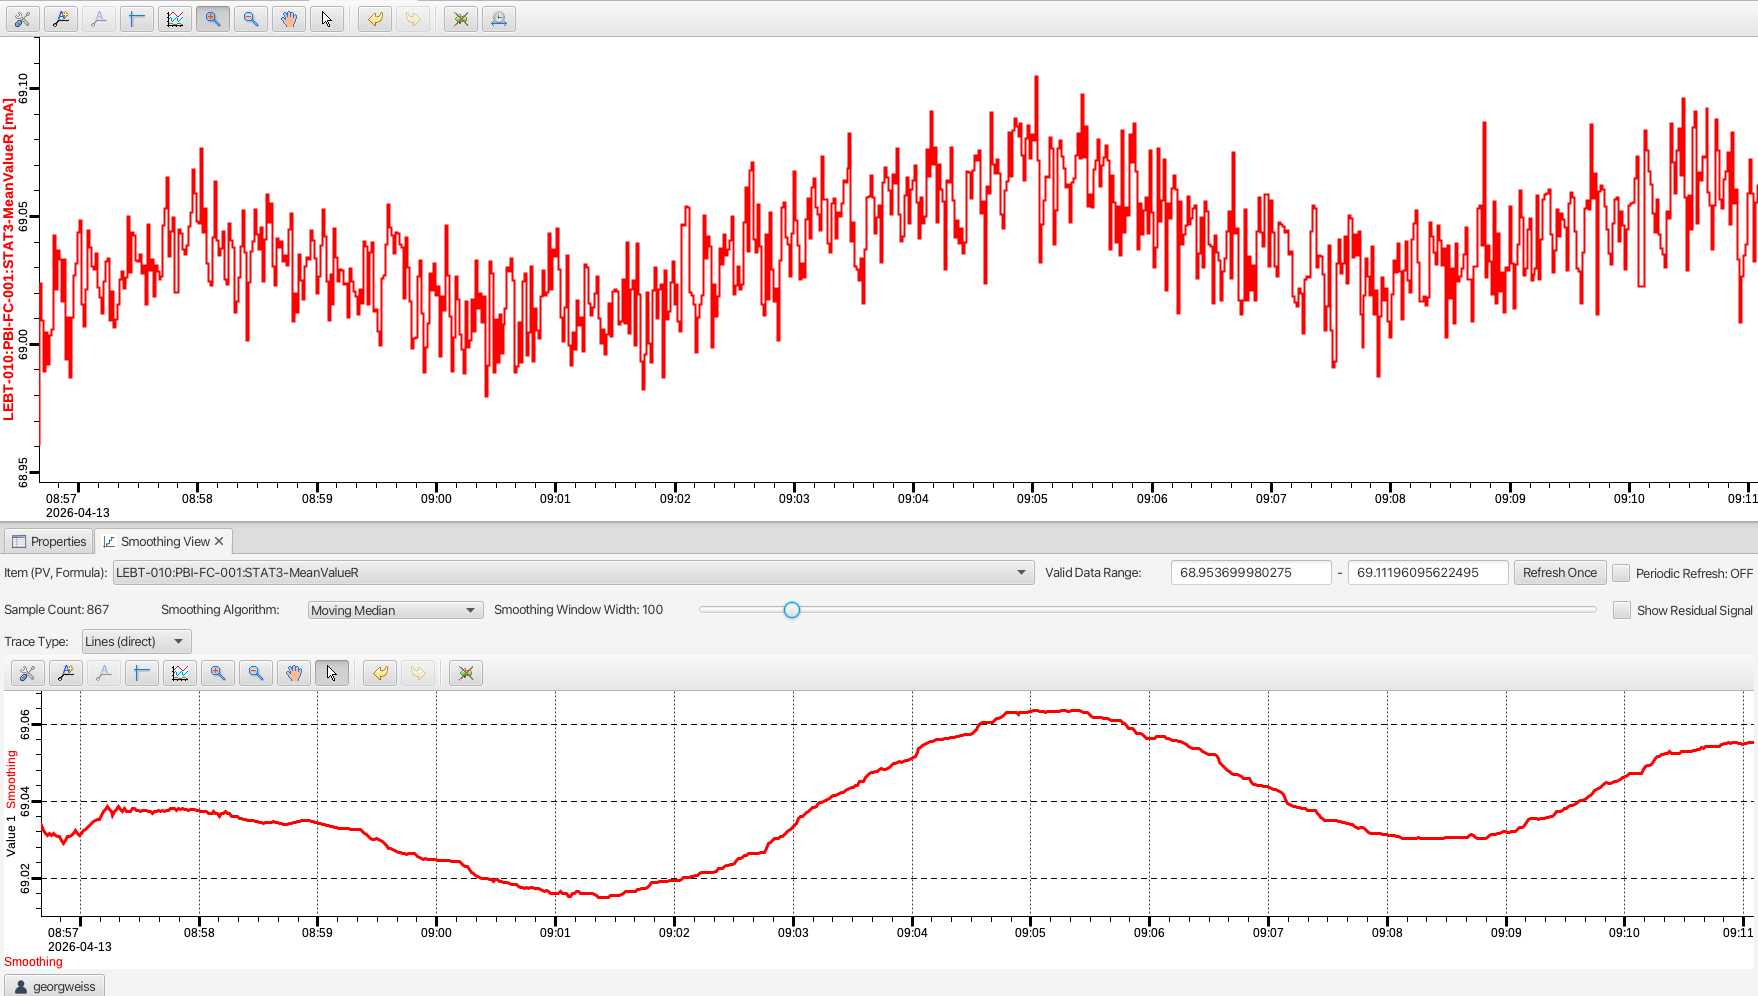 69.10
69.05
69.00
68.95
LEBT-010:PBI-FC-001:STAT3-MeanValueR [mA]
08:57 08:58 08:59 09:00 09:01 09:02 09:03 09:04 09:05 09:06 09:07 09:08 09:09 09:10 09:11
2026-04-13
Properties Smoothing View
Item (PV, Formula): LEBT-010:PBI-FC-001:STAT3-MeanValueR Valid Data Range: 68.953699980275 - 69.11196095622495 Refresh Once Periodic Refresh: OFF
Sample Count: 867 Smoothing Algorithm: Moving Median Smoothing Window Width: 100 Show Residual Signal
Trace Type: Lines (direct)
69.06
69.04
69.02
Value 1 Smoothing
08:57 08:58 08:59 09:00 09:01 09:02 09:03 09:04 09:05 09:06 09:07 09:08 09:09 09:10 09:11
2026-04-13
Smoothing
georgweiss